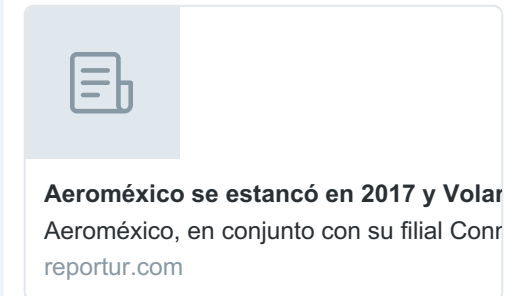 Aeroméxico se estancó en 2017 y Volar
Aeroméxico, en conjunto con su filial Conn
reportur.com